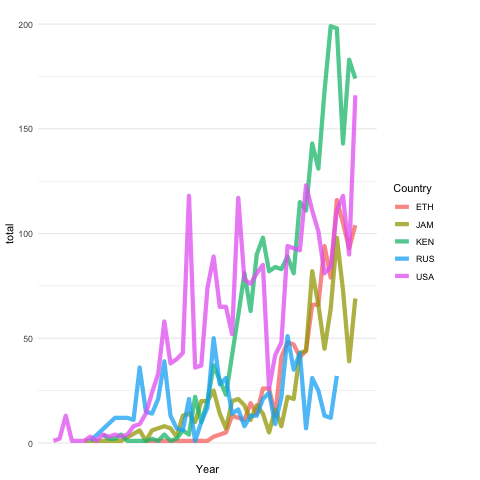 200
150
100
50
0
total
Year
Country
ETH
JAM
KEN
RUS
USA